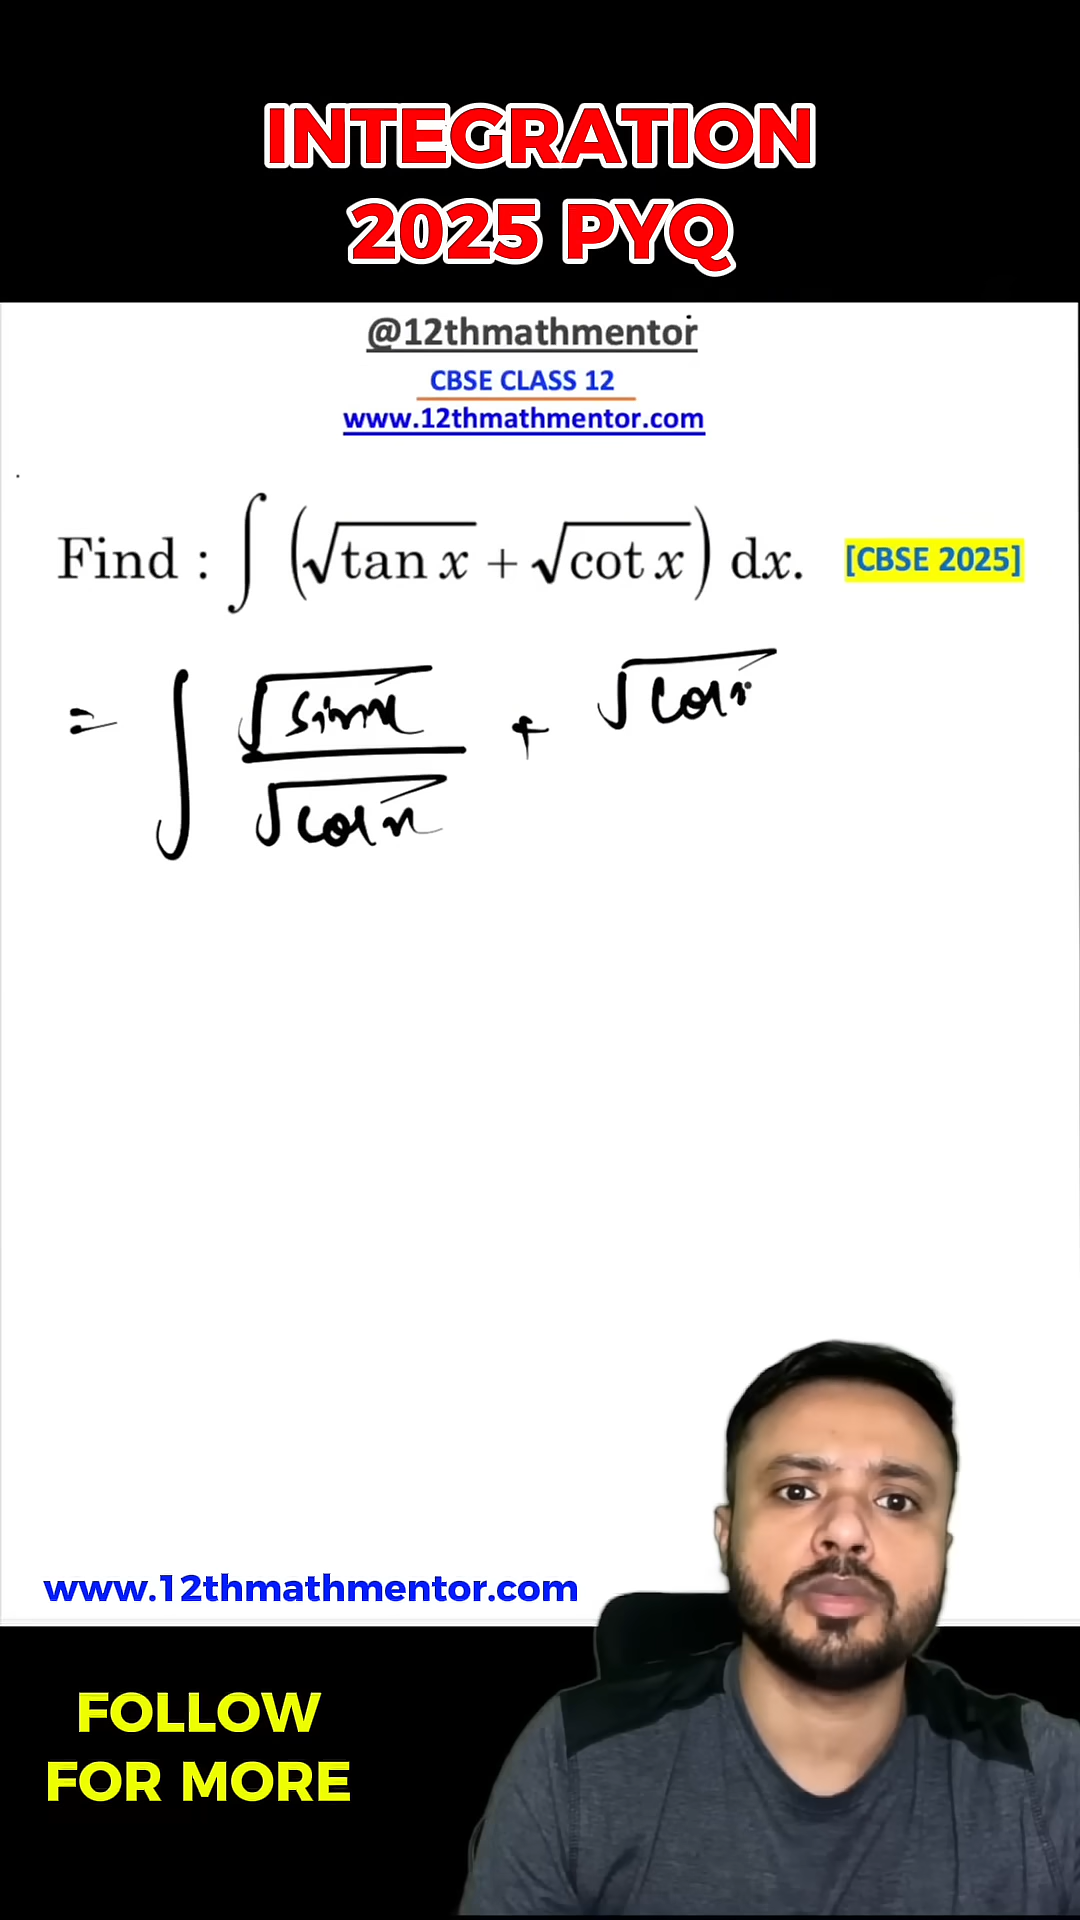 INTEGRATION
2025 PYQ
@12thmathmentor
CBSE CLASS 12
www.12thmathmentor.com
Find : ∫ (√tan x + √cot x) dx. [CBSE 2025]
= ∫ √sinx / √cosx + √cosx
www.12thmathmentor.com
FOLLOW
FOR MORE